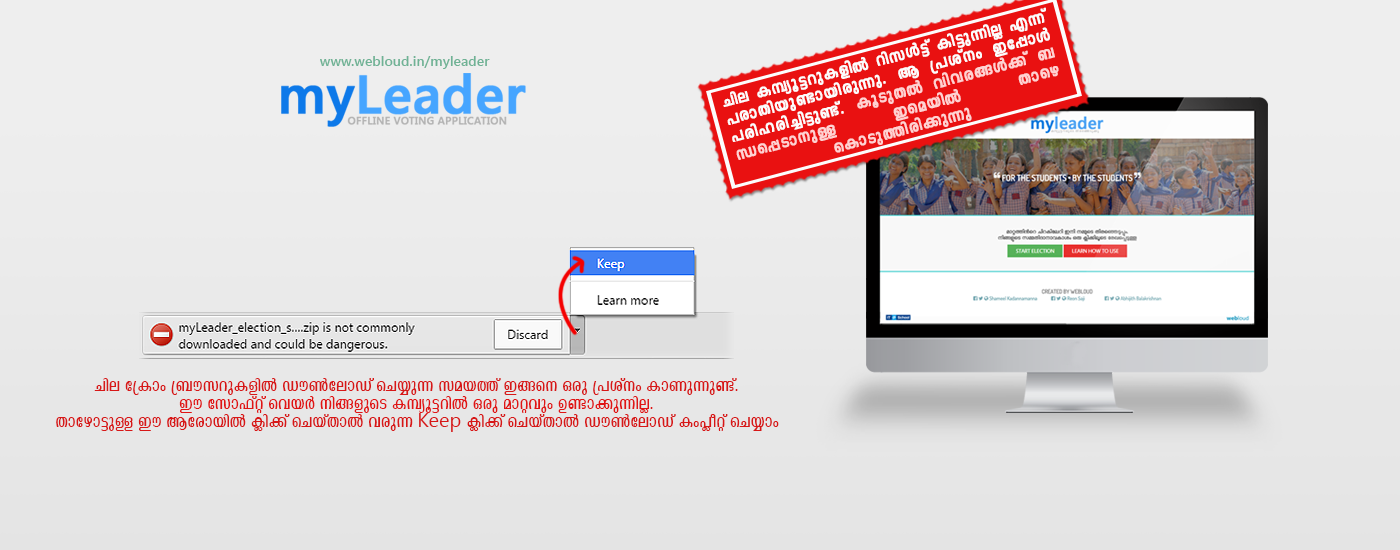 www.webloud.in/myleader
myLeader
OFFLINE VOTING APPLICATION
ചില കമ്പ്യൂട്ടറുകളിൽ റിസൾട്ട് കിട്ടുന്നില്ല എന്ന്
പരാതിയുണ്ടായിരുന്നു. ആ പ്രശ്നം ഇപ്പോൾ
പരിഹരിച്ചിട്ടുണ്ട്. കൂടുതൽ വിവരങ്ങൾക്ക് ബ
ന്ധപ്പെടാനുള്ള ഇമെയിൽ താഴെ
കൊടുത്തിരിക്കുന്നു
myleader
❝ FOR THE STUDENTS • BY THE STUDENTS ❞
START ELECTION LEARN HOW TO USE
CREATED BY WEBLOUD
webloud
Keep
Learn more
myLeader_election_s....zip is not commonly
downloaded and could be dangerous.
Discard
ചില ക്രോം ബ്രൗസറുകളിൽ ഡൗൺലോഡ് ചെയ്യുന്ന സമയത്ത് ഇങ്ങനെ ഒരു പ്രശ്നം കാണുന്നുണ്ട്.
ഈ സോഫ്റ്റ് വെയർ നിങ്ങളുടെ കമ്പ്യൂട്ടറിൽ ഒരു മാറ്റവും ഉണ്ടാക്കുന്നില്ല.
താഴോട്ടുള്ള ഈ ആരോയിൽ ക്ലിക്ക് ചെയ്താൽ വരുന്ന Keep ക്ലിക്ക് ചെയ്താൽ ഡൗൺലോഡ് കംപ്ലീറ്റ് ചെയ്യാം